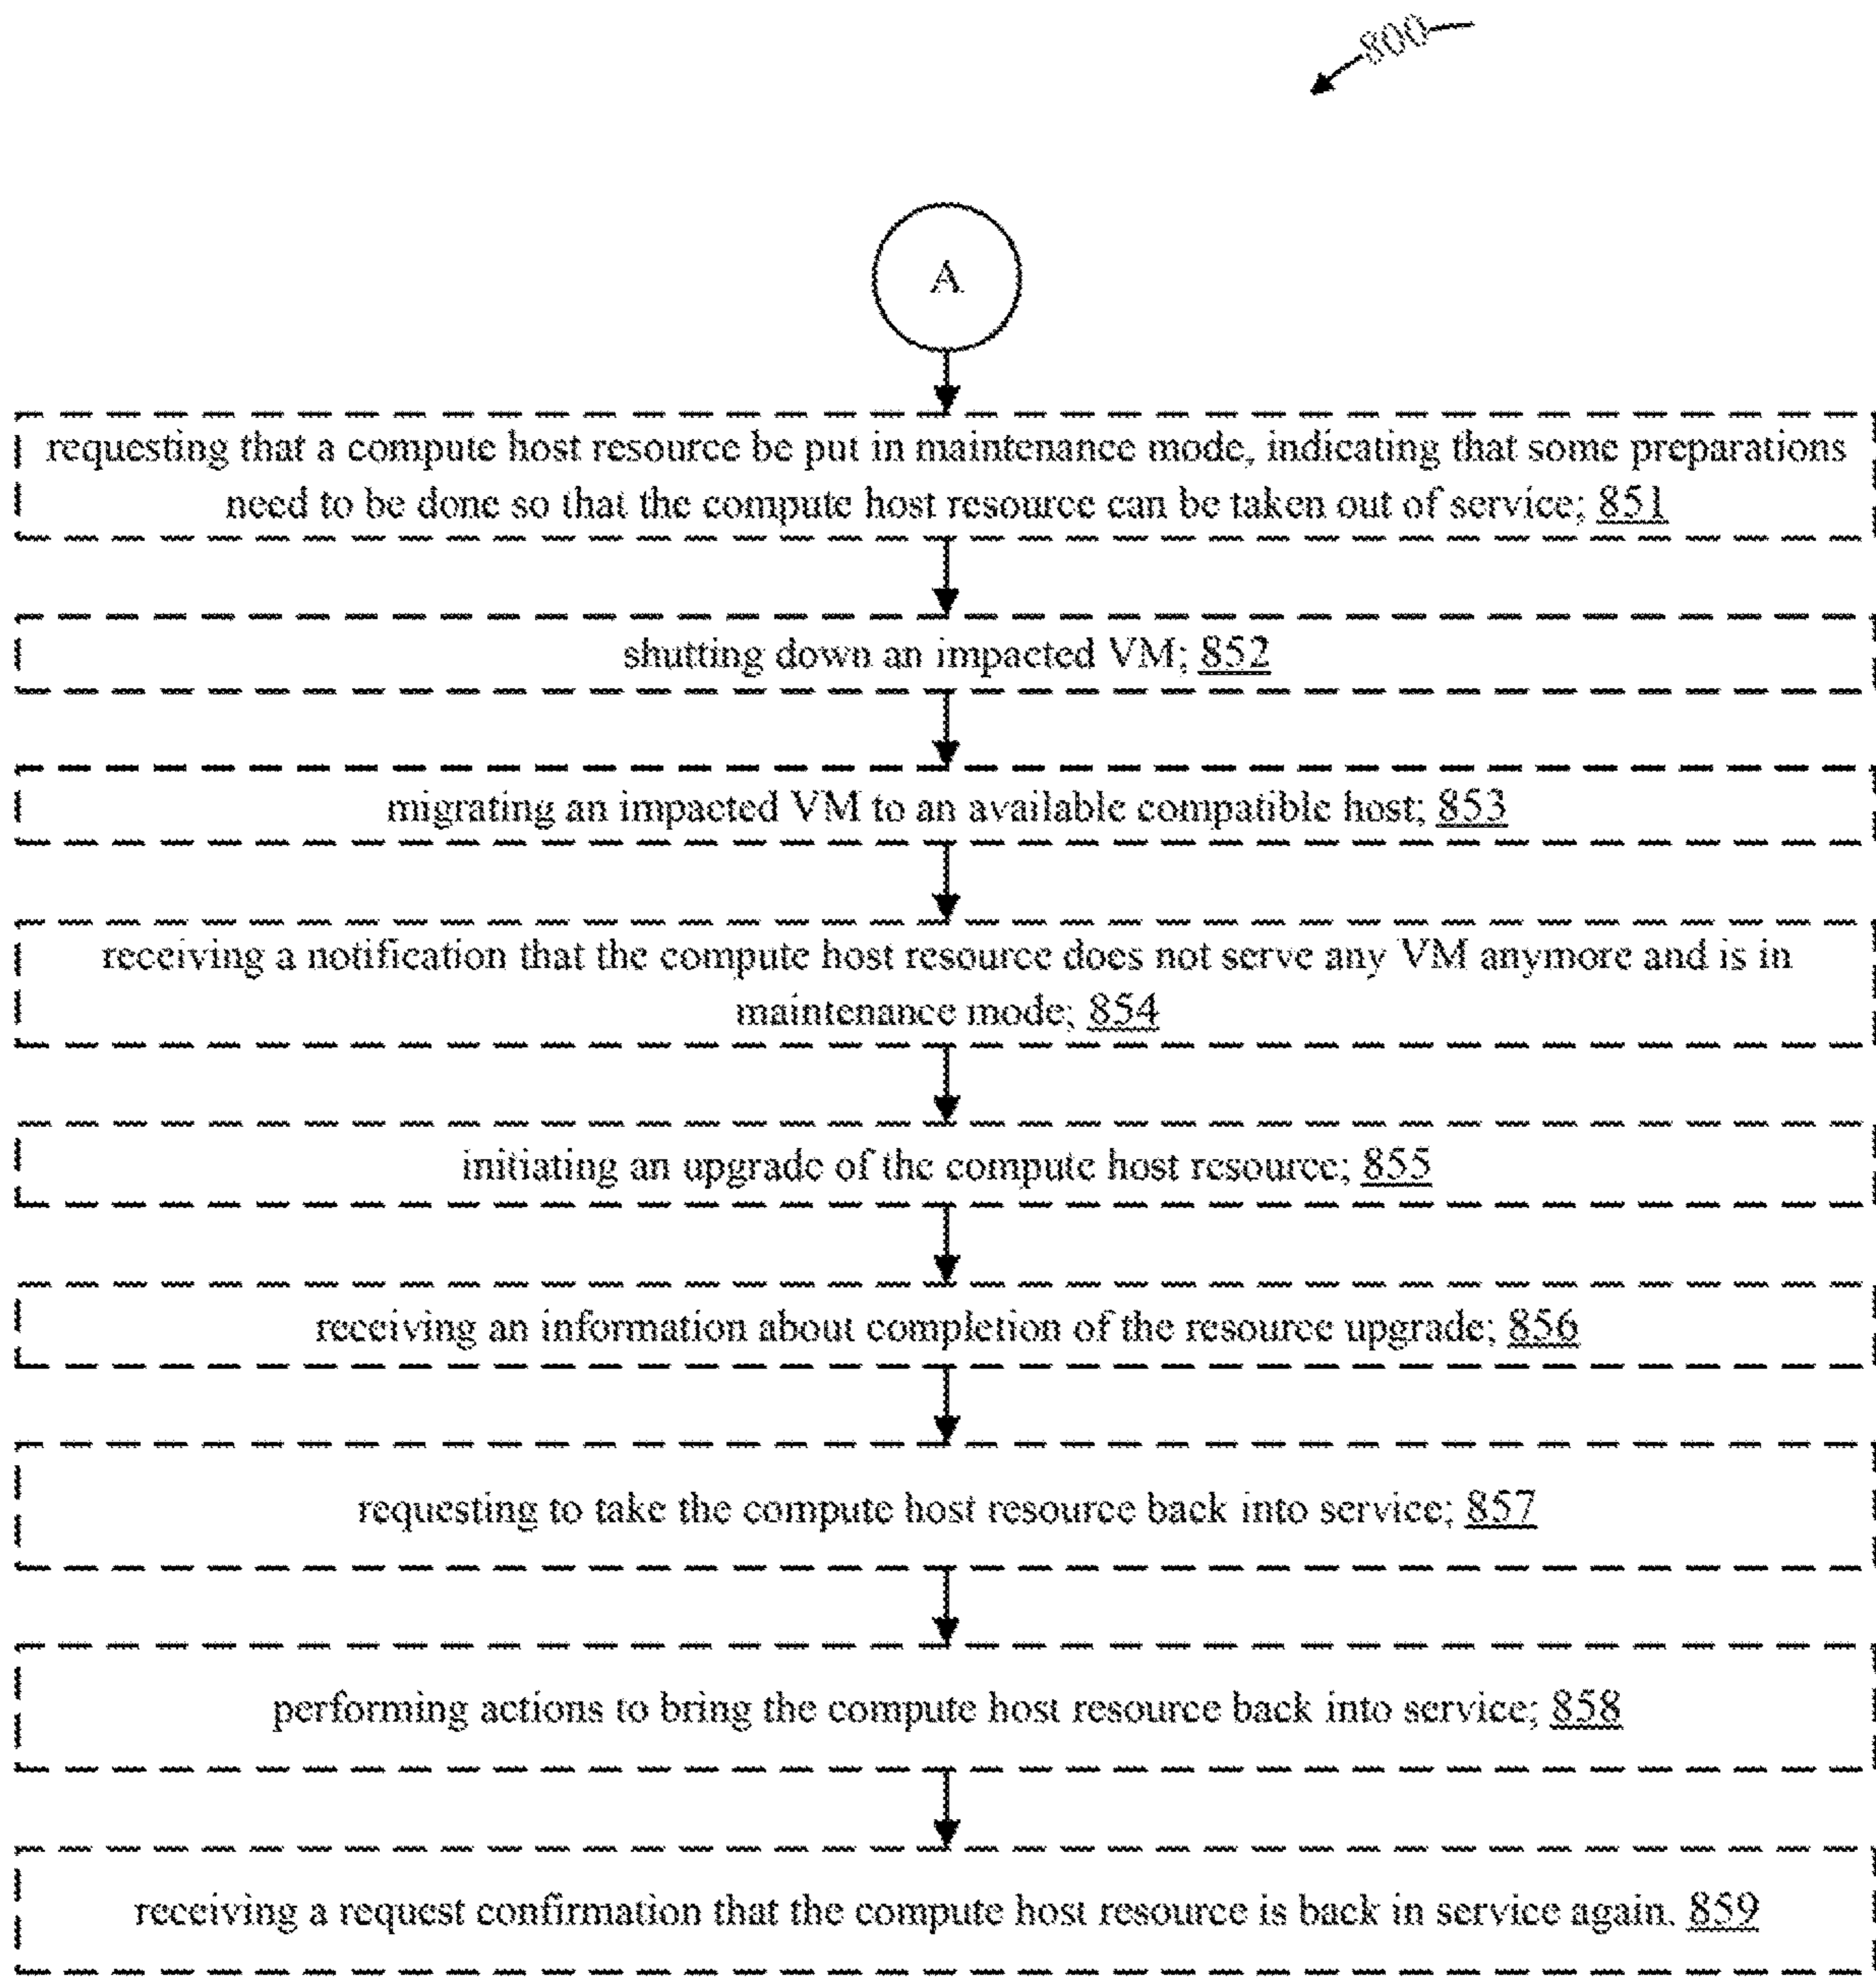 800
A
requesting that a compute host resource be put in maintenance mode, indicating that some preparations
need to be done so that the compute host resource can be taken out of service; 851
shutting down an impacted VM; 852
migrating an impacted VM to an available compatible host; 853
receiving a notification that the compute host resource does not serve any VM anymore and is in
maintenance mode; 854
initiating an upgrade of the compute host resource; 855
receiving an information about completion of the resource upgrade; 856
requesting to take the compute host resource back into service; 857
performing actions to bring the compute host resource back into service; 858
receiving a request confirmation that the compute host resource is back in service again. 859